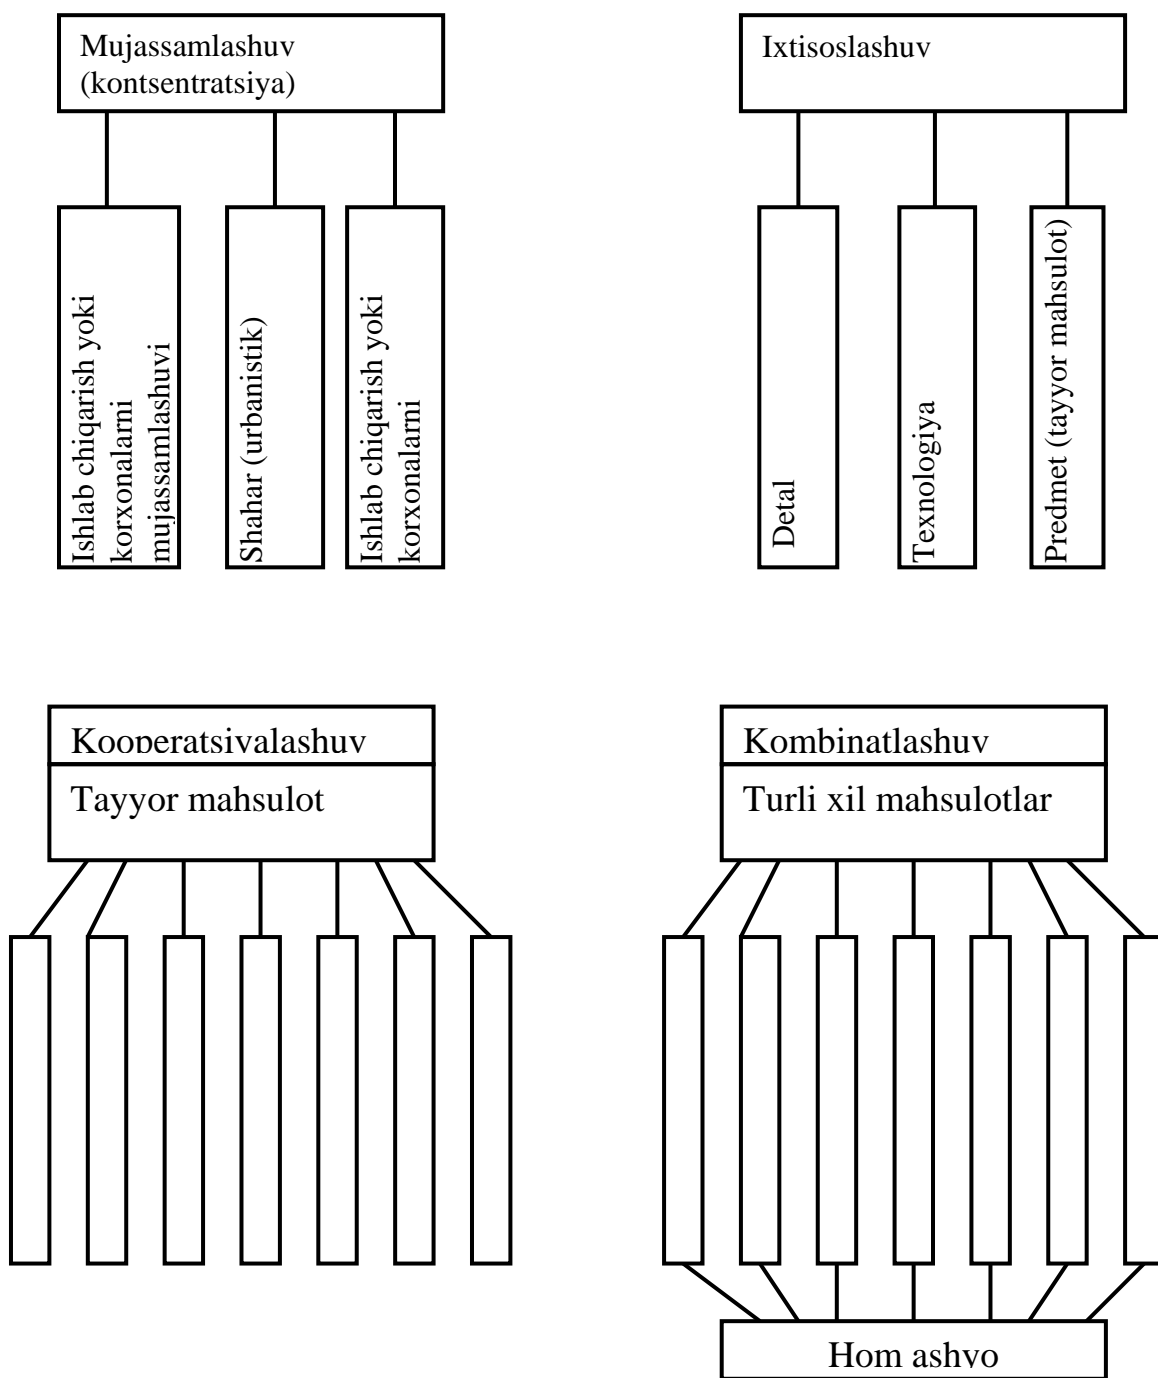 Mujassamlashuv
(kontsentratsiya)
Ishlab chiqarish yoki
korxonalarni
mujassamlashuvi
Shahar (urbanistik)
Ishlab chiqarish yoki
korxonalarni
Ixtisoslashuv
Detal
Texnologiya
Predmet (tayyor mahsulot)
Kooperatsiyalashuv
Tayyor mahsulot
Kombinatlashuv
Turli xil mahsulotlar
Hom ashyo